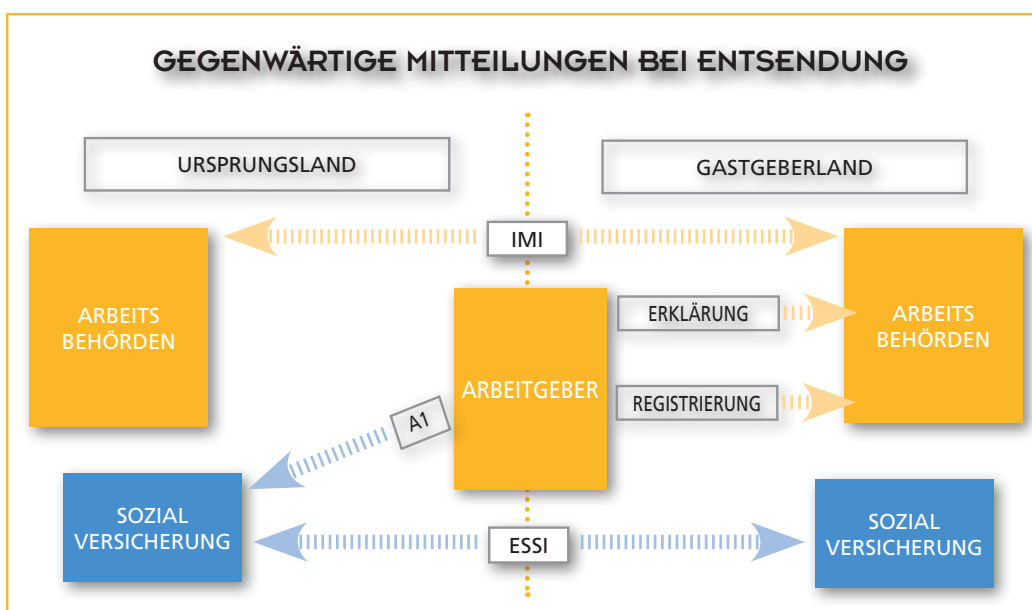 GEGENWÄRTIGE MITTEILUNGEN BEI ENTSENDUNG
URSPRUNGSLAND
GASTGEBERLAND
IMI
ARBEITS
BEHÖRDEN
ERKLÄRUNG
ARBEITS
BEHÖRDEN
ARBEITGEBER
REGISTRIERUNG
A1
SOZIAL
VERSICHERUNG
ESSI
SOZIAL
VERSICHERUNG